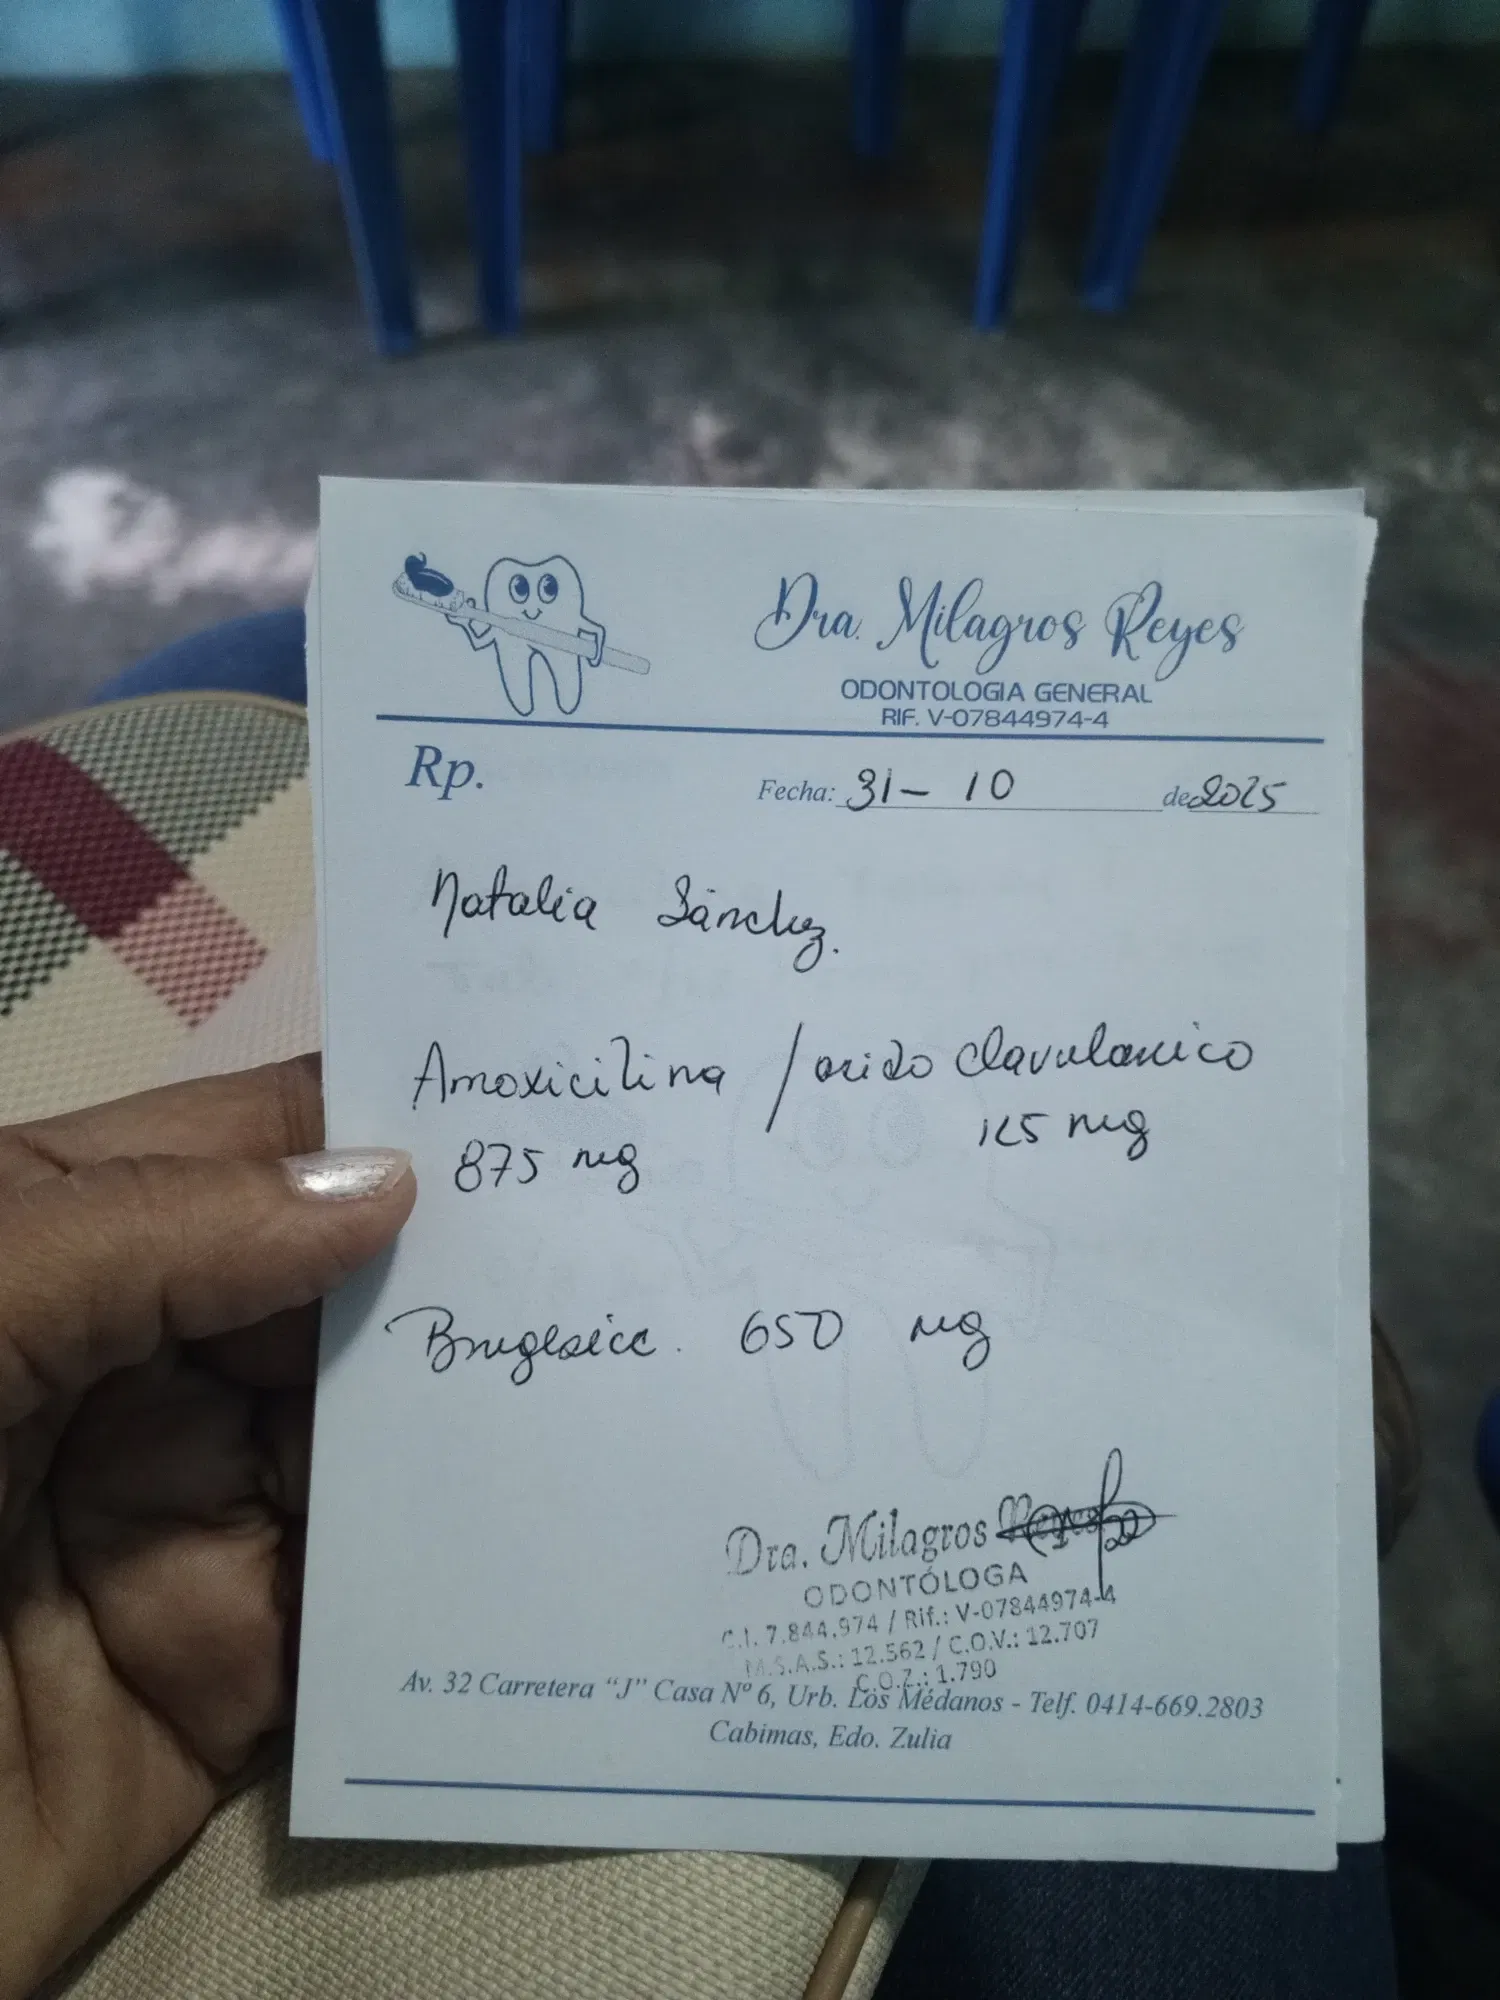 Dra. Milagros Reyes
ODONTOLOGIA GENERAL
RIF. V-07844974-4
Rp.
Fecha: 31- 10 de 2025
Natalia Sánchez.
Amoxicilina / acido clavulanico
875 mg 125 mg
650 mg
Dra. Milagros Reyes
ODONTÓLOGA
C.I. 7.844.974 / Rif.: V-07844974-4
M.S.A.S.: 12.562 / C.O.V.: 12.707
C.O.Z.: 1.790
Av. 32 Carretera "J" Casa Nº 6, Urb. Los Médanos - Telf. 0414-669.2803
Cabimas, Edo. Zulia